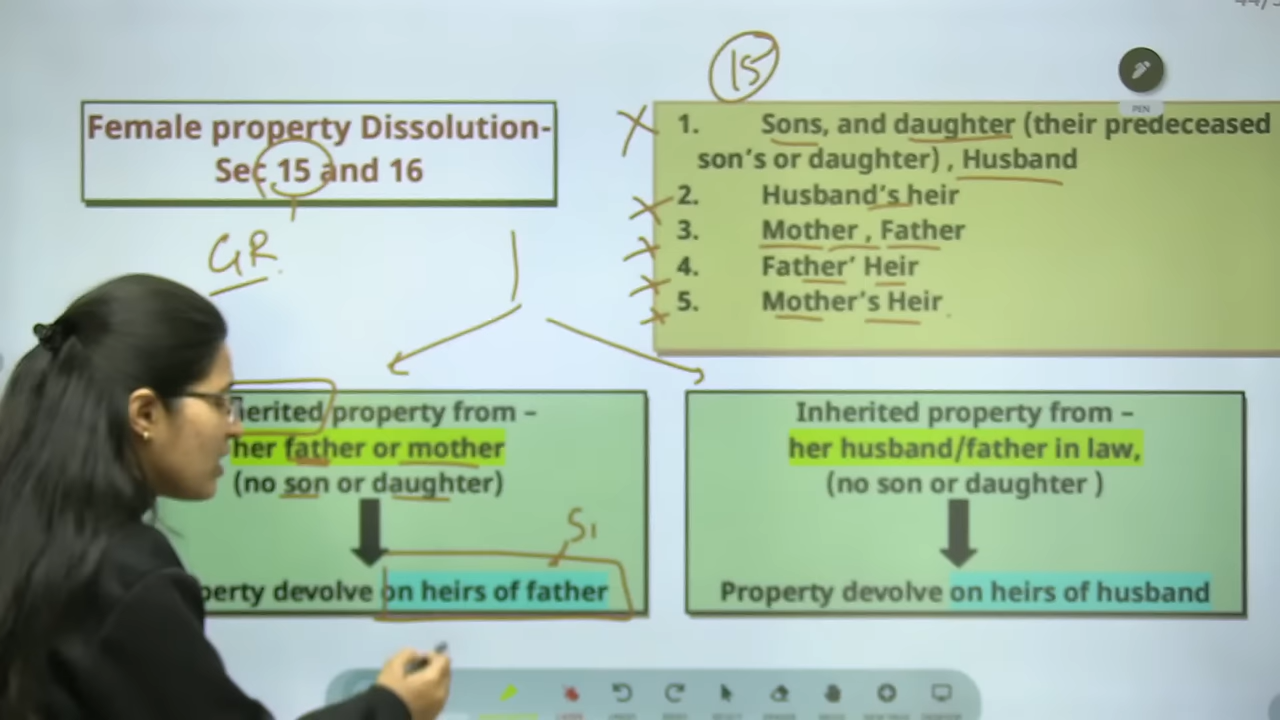 15
Female property Dissolution-
Sec 15 and 16
GR
PEN
1. Sons, and daughter (their predeceased
son's or daughter) , Husband
2. Husband's heir
3. Mother , Father
4. Father' Heir
5. Mother's Heir
property from –
her father or mother
(no son or daughter)
S1
devolve on heirs of father
Inherited property from –
her husband/father in law,
(no son or daughter )
Property devolve on heirs of husband